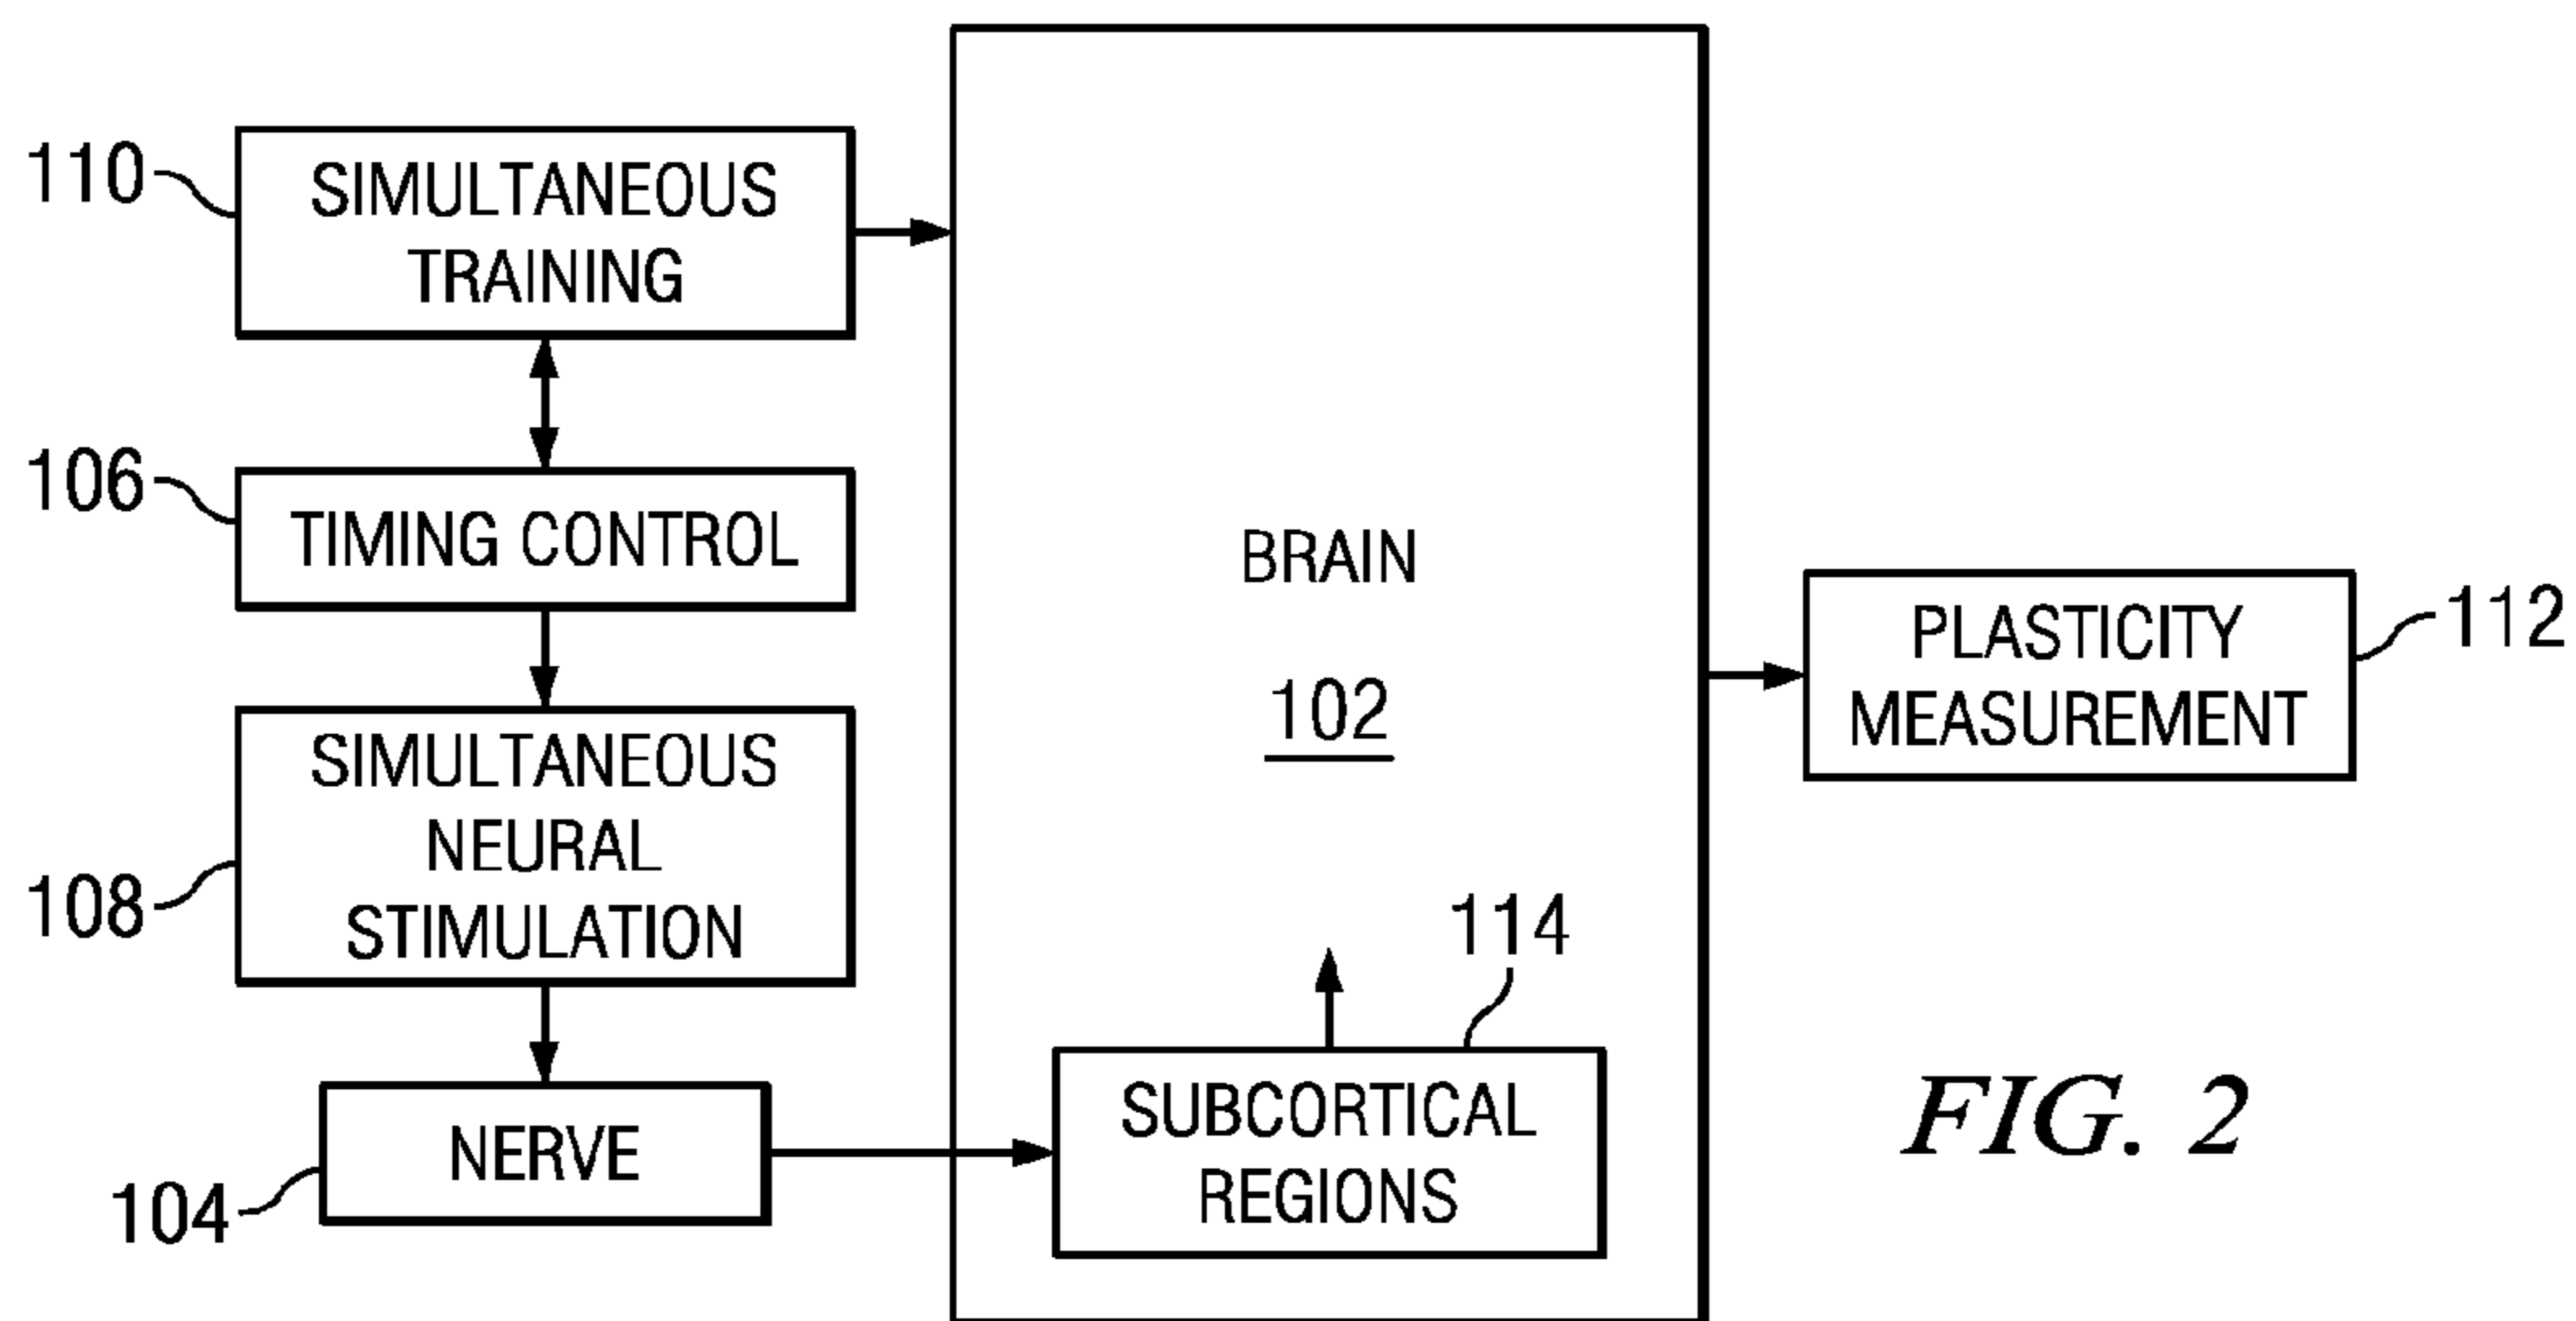 110
SIMULTANEOUS
TRAINING
106
TIMING CONTROL
108
SIMULTANEOUS
NEURAL
STIMULATION
104
NERVE
BRAIN
102
114
SUBCORTICAL
REGIONS
PLASTICITY
MEASUREMENT
112
FIG. 2